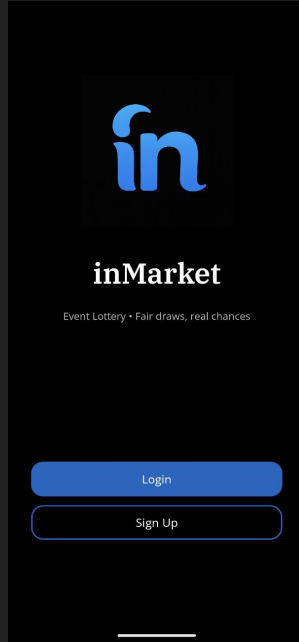 in
inMarket
Event Lottery • Fair draws, real chances
Login
Sign Up